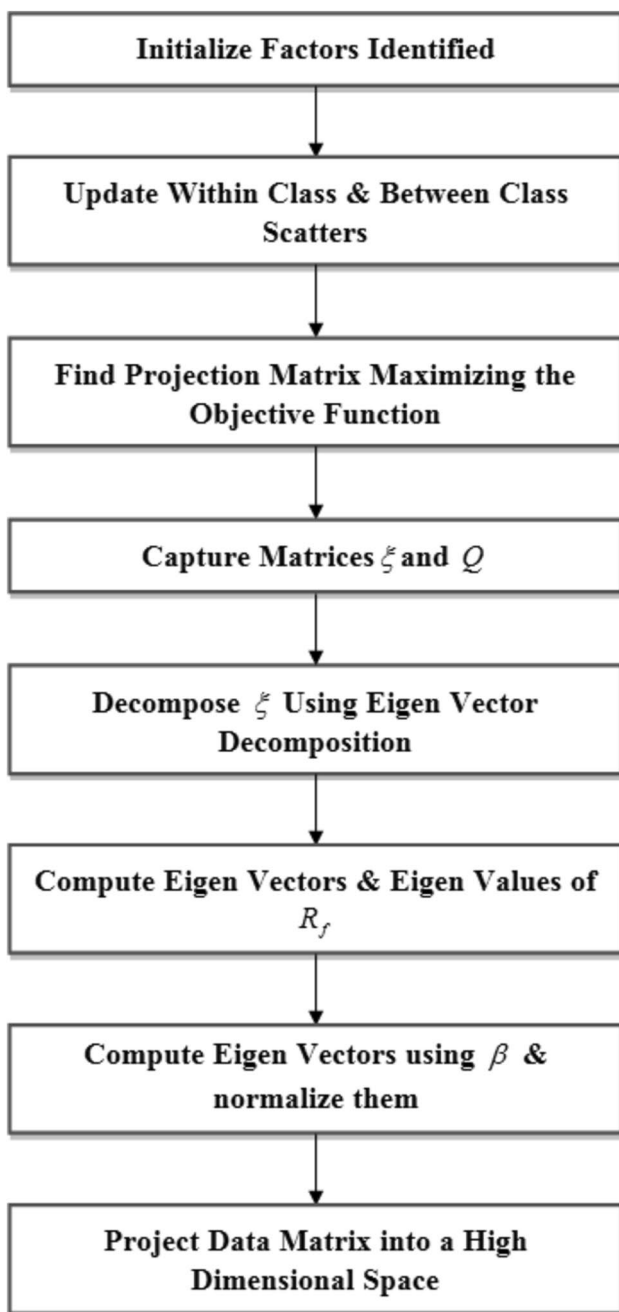 Initialize Factors Identified
Update Within Class & Between Class
Scatters
Find Projection Matrix Maximizing the
Objective Function
Capture Matrices ξ and Q
Decompose ξ Using Eigen Vector
Decomposition
Compute Eigen Vectors & Eigen Values of
R_f
Compute Eigen Vectors using β &
normalize them
Project Data Matrix into a High
Dimensional Space